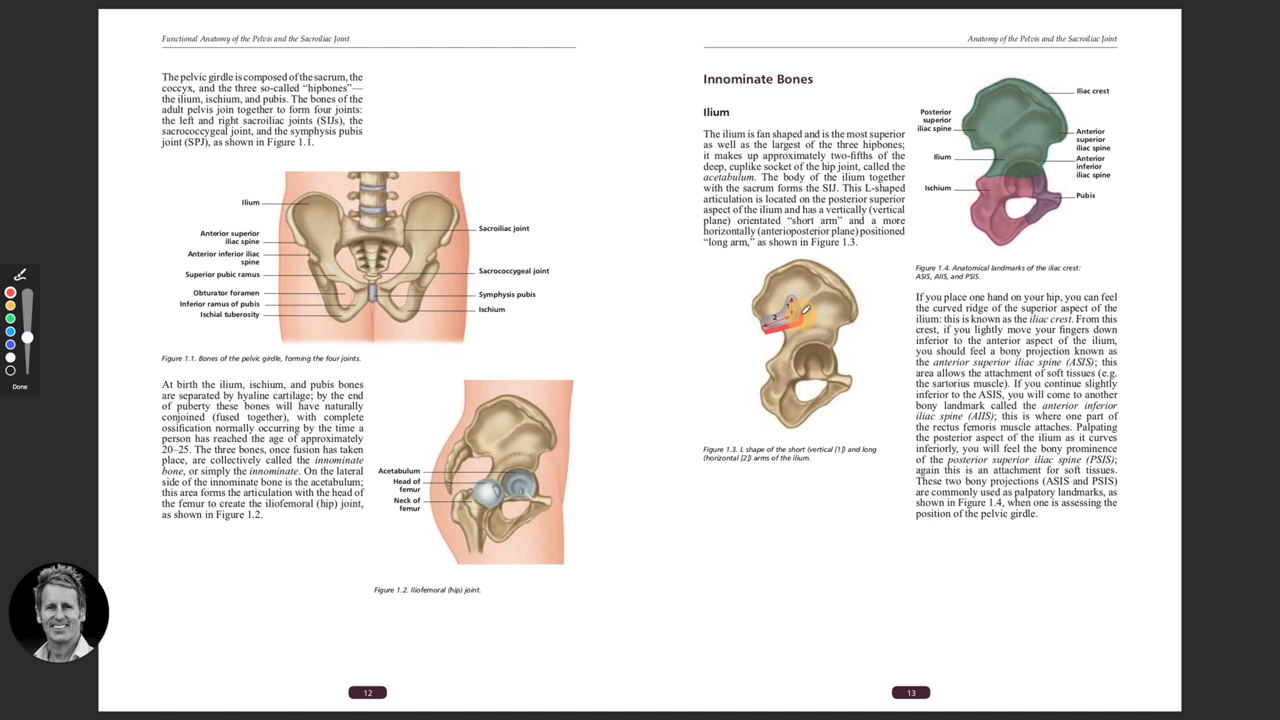 Functional Anatomy of the Pelvis and the Sacroiliac Joint
The pelvic girdle is composed of the sacrum, the
coccyx, and the three so-called “hipbones”—
the ilium, ischium, and pubis. The bones of the
adult pelvis join together to form four joints:
the left and right sacroiliac joints (SIJs), the
sacrococcygeal joint, and the symphysis pubis
joint (SPJ), as shown in Figure 1.1.
Ilium
Anterior superior
iliac spine
Anterior inferior iliac
spine
Superior pubic ramus
Obturator foramen
Inferior ramus of pubis
Ischial tuberosity
Sacroiliac joint
Sacrococcygeal joint
Symphysis pubis
Ischium
Figure 1.1. Bones of the pelvic girdle, forming the four joints.
At birth the ilium, ischium, and pubis bones
are separated by hyaline cartilage; by the end
of puberty these bones will have naturally
conjoined (fused together), with complete
ossification normally occurring by the time a
person has reached the age of approximately
20–25. The three bones, once fusion has taken
place, are collectively called the innominate
bone, or simply the innominate. On the lateral
side of the innominate bone is the acetabulum;
this area forms the articulation with the head of
the femur to create the iliofemoral (hip) joint,
as shown in Figure 1.2.
Acetabulum
Head of
femur
Neck of
femur
Figure 1.2. Iliofemoral (hip) joint.
12
Anatomy of the Pelvis and the Sacroiliac Joint
Innominate Bones
Ilium
The ilium is fan shaped and is the most superior
as well as the largest of the three hipbones;
it makes up approximately two-fifths of the
deep, cuplike socket of the hip joint, called the
acetabulum. The body of the ilium together
with the sacrum forms the SIJ. This L-shaped
articulation is located on the posterior superior
aspect of the ilium and has a vertically (vertical
plane) orientated “short arm” and a more
horizontally (anterioposterior plane) positioned
“long arm,” as shown in Figure 1.3.
1
2
Figure 1.3. L shape of the short (vertical [1]) and long
(horizontal [2]) arms of the ilium.
Posterior
superior
iliac spine
Ilium
Ischium
Iliac crest
Anterior
superior
iliac spine
Anterior
inferior
iliac spine
Pubis
Figure 1.4. Anatomical landmarks of the iliac crest:
ASIS, AIIS, and PSIS.
If you place one hand on your hip, you can feel
the curved ridge of the superior aspect of the
ilium: this is known as the iliac crest. From this
crest, if you lightly move your fingers down
inferior to the anterior aspect of the ilium,
you should feel a bony projection known as
the anterior superior iliac spine (ASIS); this
area allows the attachment of soft tissues (e.g.
the sartorius muscle). If you continue slightly
inferior to the ASIS, you will come to another
bony landmark called the anterior inferior
iliac spine (AIIS); this is where one part of
the rectus femoris muscle attaches. Palpating
the posterior aspect of the ilium as it curves
inferiorly, you will feel the bony prominence
of the posterior superior iliac spine (PSIS);
again this is an attachment for soft tissues.
These two bony projections (ASIS and PSIS)
are commonly used as palpatory landmarks, as
shown in Figure 1.4, when one is assessing the
position of the pelvic girdle.
13
Done